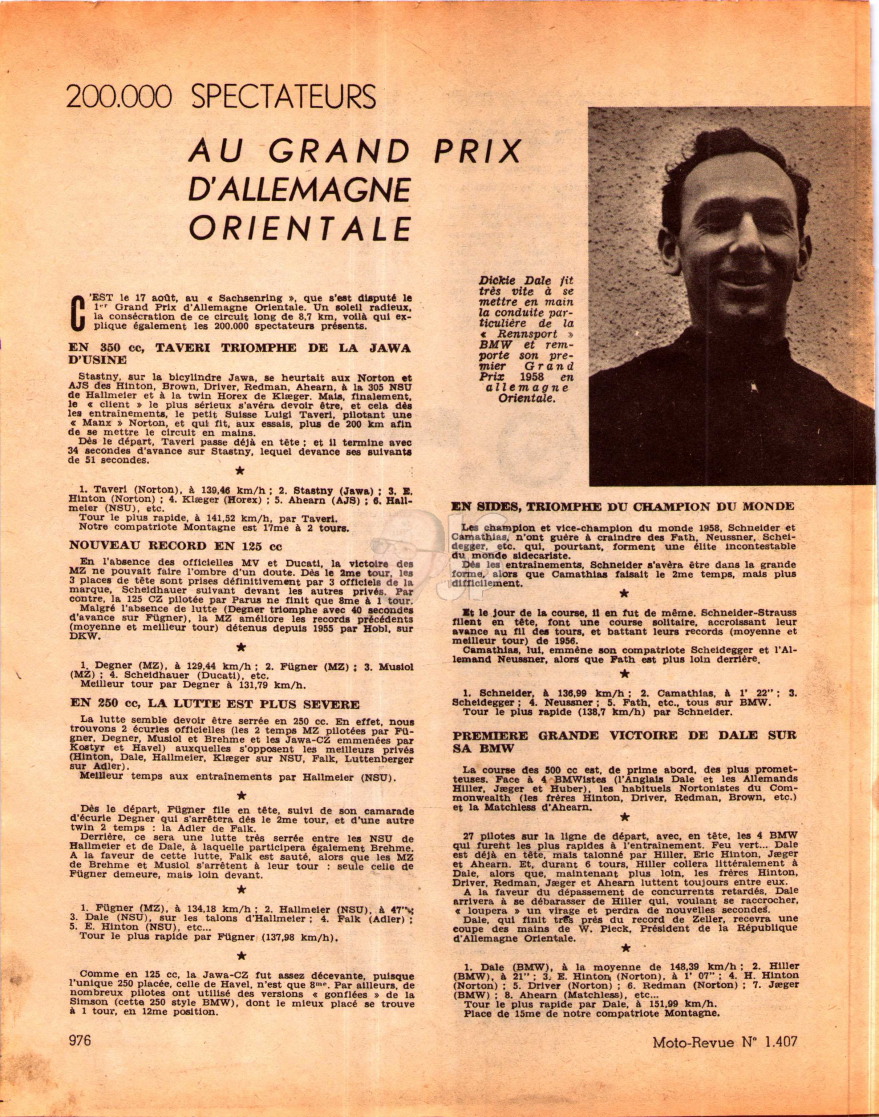 200.000 SPECTATEURS
AU GRAND PRIX
D'ALLEMAGNE
ORIENTALE
Dickie Dale fit
très vite à se
mettre en main
la conduite par-
ticulière de la
« Rennsport »
BMW et rem-
porte son pre-
mier Grand
Prix 1958 en
allemagne
Orientale.
C'EST le 17 août, au « Sachsenring », que s'est disputé le
1er Grand Prix d'Allemagne Orientale. Un soleil radieux,
la consécration de ce circuit long de 8,7 km, voilà qui ex-
plique également les 200.000 spectateurs présents.
EN 350 cc, TAVERI TRIOMPHE DE LA JAWA
D'USINE
Stastny, sur la bicylindre Jawa, se heurtait aux Norton et
AJS des Hinton, Brown, Driver, Redman, Ahearn, à la 305 NSU
de Hallmeier et à la twin Horex de Klæger. Mais, finalement,
le « client » le plus sérieux s'avéra devoir être, et cela dès
les entraînements, le petit Suisse Luigi Taveri, pilotant une
« Manx » Norton, et qui fit, aux essais, plus de 200 km afin
de se mettre le circuit en mains.
Dès le départ, Taveri passe déjà en tête ; et il termine avec
34 secondes d'avance sur Stastny, lequel devance ses suivants
de 51 secondes.
★
1. Taveri (Norton), à 139,46 km/h ; 2. Stastny (Jawa) ; 3. E.
Hinton (Norton) ; 4. Klæger (Horex) ; 5. Ahearn (AJS) ; 6. Hall-
meier (NSU), etc.
Tour le plus rapide, à 141,52 km/h, par Taveri.
Notre compatriote Montagne est 17me à 2 tours.
NOUVEAU RECORD EN 125 cc
En l'absence des officielles MV et Ducati, la victoire des
MZ ne pouvait faire l'ombre d'un doute. Dès le 2me tour, les
3 places de tête sont prises définitivement par 3 officiels de la
marque, Scheidhauer suivant devant les autres privés. Par
contre, la 125 CZ pilotée par Parus ne finit que 8me à 1 tour.
Malgré l'absence de lutte (Degner triomphe avec 40 secondes
d'avance sur Fügner), la MZ améliore les records précédents
(moyenne et meilleur tour) détenus depuis 1955 par Hobl, sur
DKW.
★
1. Degner (MZ), à 129,44 km/h ; 2. Fügner (MZ) ; 3. Musiol
(MZ) ; 4. Scheidhauer (Ducati), etc.
Meilleur tour par Degner à 131,79 km/h.
EN 250 cc, LA LUTTE EST PLUS SEVERE
La lutte semble devoir être serrée en 250 cc. En effet, nous
trouvons 2 écuries officielles (les 2 temps MZ pilotées par Fü-
gner, Degner, Musiol et Brehme et les Jawa-CZ emmenées par
Kostyr et Havel) auxquelles s'opposent les meilleurs privés
(Hinton, Dale, Hallmeier, Klæger sur NSU, Falk, Luttenberger
sur Adler).
Meilleur temps aux entraînements par Hallmeier (NSU).
★
Dès le départ, Fügner file en tête, suivi de son camarade
d'écurie Degner qui s'arrêtera dès le 2me tour, et d'une autre
twin 2 temps : la Adler de Falk.
Derrière, ce sera une lutte très serrée entre les NSU de
Hallmeier et de Dale, à laquelle participera également Brehme.
A la faveur de cette lutte, Falk est sauté, alors que les MZ
de Brehme et Musiol s'arrêtent à leur tour : seule celle de
Fügner demeure, mais loin devant.
★
1. Fügner (MZ), à 134,18 km/h ; 2. Hallmeier (NSU), à 47" ;
3. Dale (NSU), sur les talons d'Hallmeier ; 4. Falk (Adler) ;
5. E. Hinton (NSU), etc...
Tour le plus rapide par Fügner (137,98 km/h).
★
Comme en 125 cc, la Jawa-CZ fut assez décevante, puisque
l'unique 250 placée, celle de Havel, n'est que 8me. Par ailleurs, de
nombreux pilotes ont utilisé des versions « gonflées » de la
Simson (cette 250 style BMW), dont le mieux placé se trouve
à 1 tour, en 12me position.
EN SIDES, TRIOMPHE DU CHAMPION DU MONDE
Les champion et vice-champion du monde 1958, Schneider et
Camathias, n'ont guère à craindre des Fath, Neussner, Schei-
degger, etc. qui, pourtant, forment une élite incontestable
du monde sidecariste.
Dès les entraînements, Schneider s'avère être dans la grande
forme, alors que Camathias faisait le 2me temps, mais plus
difficilement.
★
Et le jour de la course, il en fut de même. Schneider-Strauss
filent en tête, font une course solitaire, accroissant leur
avance au fil des tours, et battant leurs records (moyenne et
meilleur tour) de 1956.
Camathias, lui, emmène son compatriote Scheidegger et l'Al-
lemand Neussner, alors que Fath est plus loin derrière.
★
1. Schneider, à 136,99 km/h ; 2. Camathias, à 1' 22" ; 3.
Scheidegger ; 4. Neussner ; 5. Fath, etc., tous sur BMW.
Tour le plus rapide (138,7 km/h) par Schneider.
PREMIERE GRANDE VICTOIRE DE DALE SUR
SA BMW
La course des 500 cc est, de prime abord, des plus promet-
teuses. Face à 4 BMWistes (l'Anglais Dale et les Allemands
Hiller, Jæger et Huber), les habituels Nortonistes du Com-
monwealth (les frères Hinton, Driver, Redman, Brown, etc.)
et la Matchless d'Ahearn.
★
27 pilotes sur la ligne de départ, avec, en tête, les 4 BMW
qui furent les plus rapides à l'entraînement. Feu vert... Dale
est déjà en tête, mais talonné par Hiller, Eric Hinton, Jæger
et Ahearn. Et, durant 6 tours, Hiller collera littéralement à
Dale, alors que, maintenant plus loin, les frères Hinton,
Driver, Redman, Jæger et Ahearn luttent toujours entre eux.
A la faveur du dépassement de concurrents retardés, Dale
arrivera à se débarasser de Hiller qui, voulant se raccrocher,
« loupera » un virage et perdra de nouvelles secondes.
Dale, qui finit très près du record de Zeller, recevra une
coupe des mains de W. Pieck, Président de la République
d'Allemagne Orientale.
★
1. Dale (BMW), à la moyenne de 148,39 km/h ; 2. Hiller
(BMW), à 21" ; 3. E. Hinton (Norton), à 1' 07" ; 4. H. Hinton
(Norton) ; 5. Driver (Norton) ; 6. Redman (Norton) ; 7. Jæger
(BMW) ; 8. Ahearn (Matchless), etc...
Tour le plus rapide par Dale, à 151,99 km/h.
Place de 15me de notre compatriote Montagne.
976
Moto-Revue N° 1.407